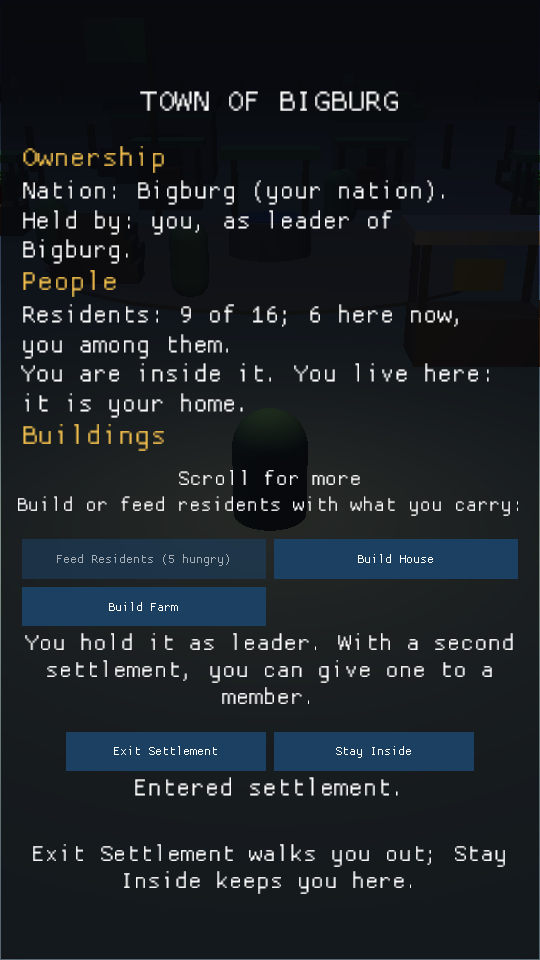 TOWN OF BIGBURG
Ownership
Nation: Bigburg (your nation).
Held by: you, as leader of
Bigburg.
People
Residents: 9 of 16; 6 here now,
you among them.
You are inside it. You live here:
it is your home.
Buildings
Scroll for more
Build or feed residents with what you carry:
Feed Residents (5 hungry)
Build House
Build Farm
You hold it as leader. With a second
settlement, you can give one to a
member.
Exit Settlement
Stay Inside
Entered settlement.
Exit Settlement walks you out; Stay
Inside keeps you here.